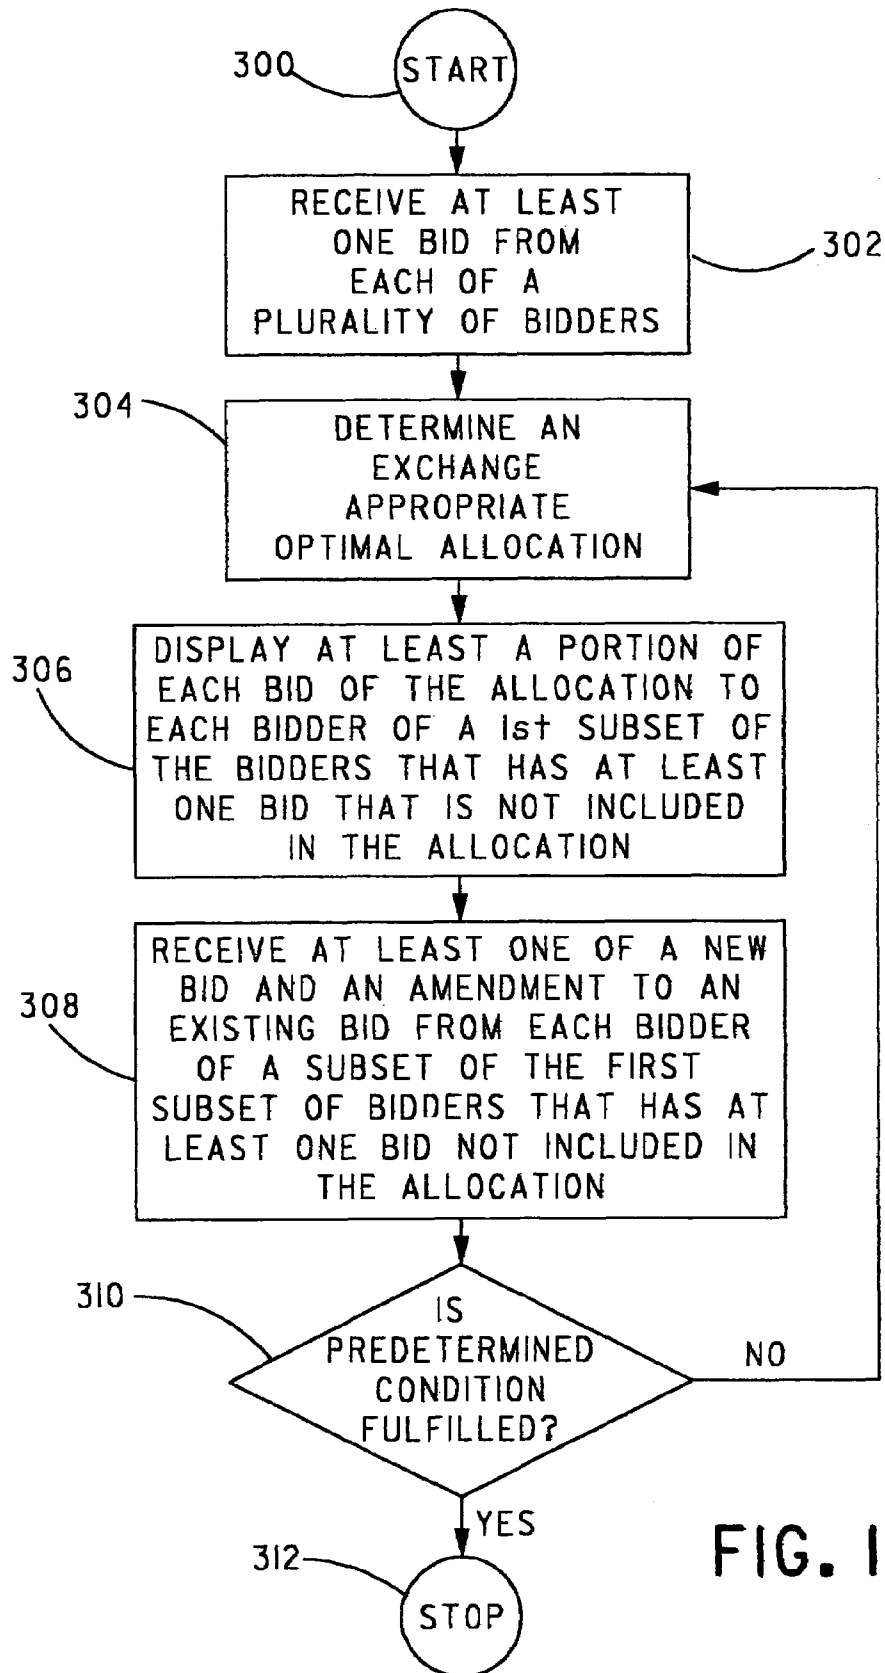 300
START
RECEIVE AT LEAST
ONE BID FROM
EACH OF A
PLURALITY OF BIDDERS
302
304
DETERMINE AN
EXCHANGE
APPROPRIATE
OPTIMAL ALLOCATION
306
DISPLAY AT LEAST A PORTION OF
EACH BID OF THE ALLOCATION TO
EACH BIDDER OF A 1st SUBSET OF
THE BIDDERS THAT HAS AT LEAST
ONE BID THAT IS NOT INCLUDED
IN THE ALLOCATION
308
RECEIVE AT LEAST ONE OF A NEW
BID AND AN AMENDMENT TO AN
EXISTING BID FROM EACH BIDDER
OF A SUBSET OF THE FIRST
SUBSET OF BIDDERS THAT HAS AT
LEAST ONE BID NOT INCLUDED IN
THE ALLOCATION
310
IS
PREDETERMINED
CONDITION
FULFILLED?
NO
YES
312
STOP
FIG. 1